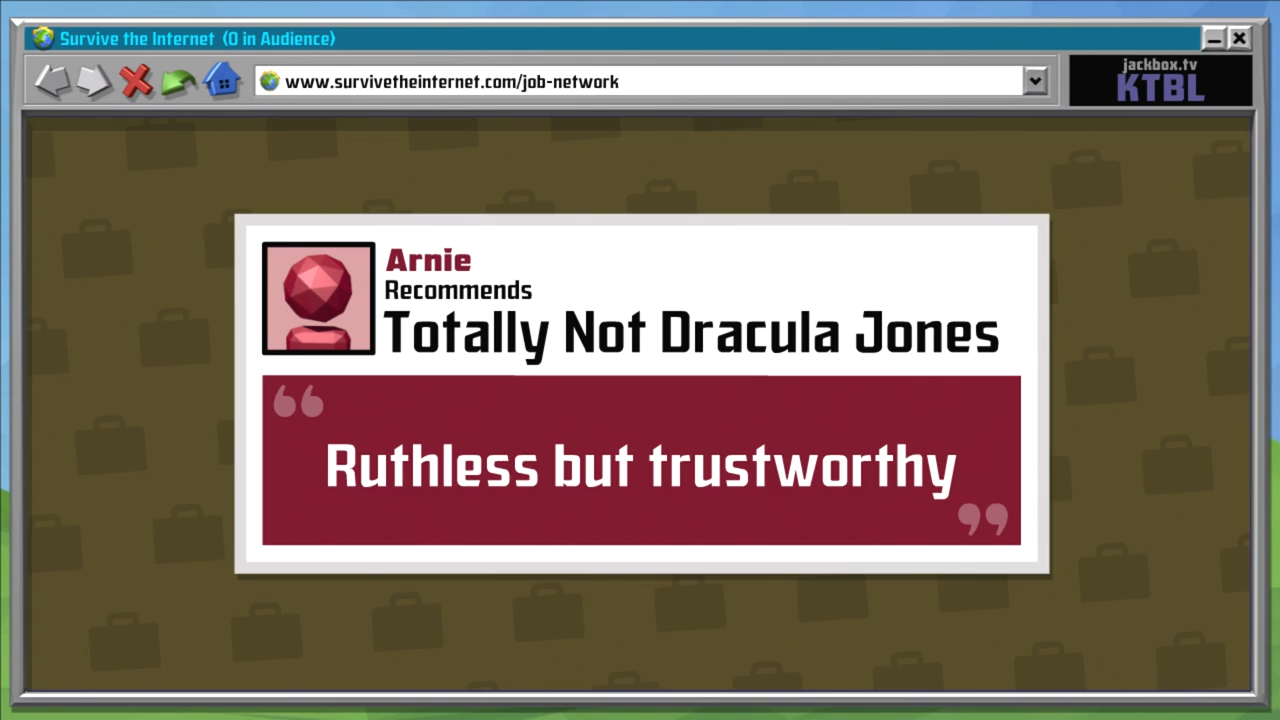 Survive the Internet (0 in Audience)
www.survivetheinternet.com/job-network
jackbox.tv
KTBL
Arnie
Recommends
Totally Not Dracula Jones
“
Ruthless but trustworthy
”